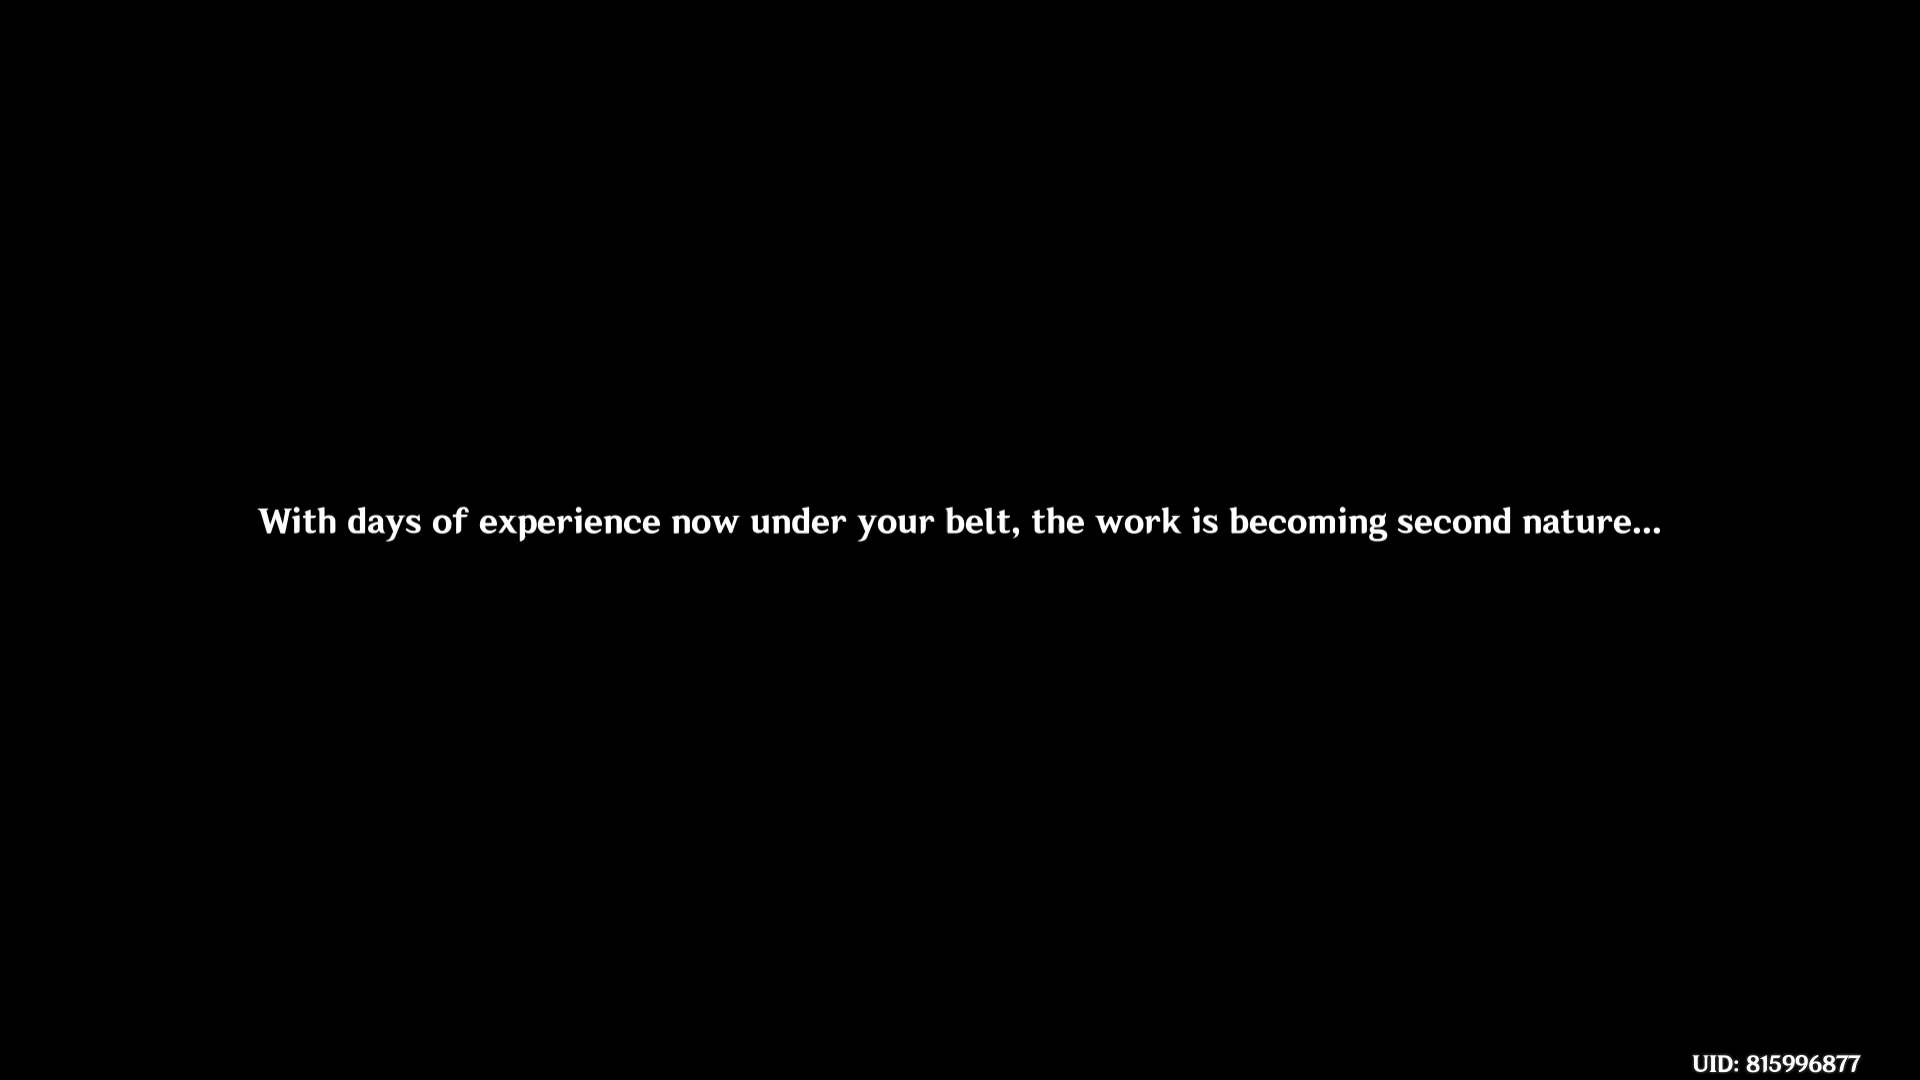 With days of experience now under your belt, the work is becoming second nature...
UID: 815996877